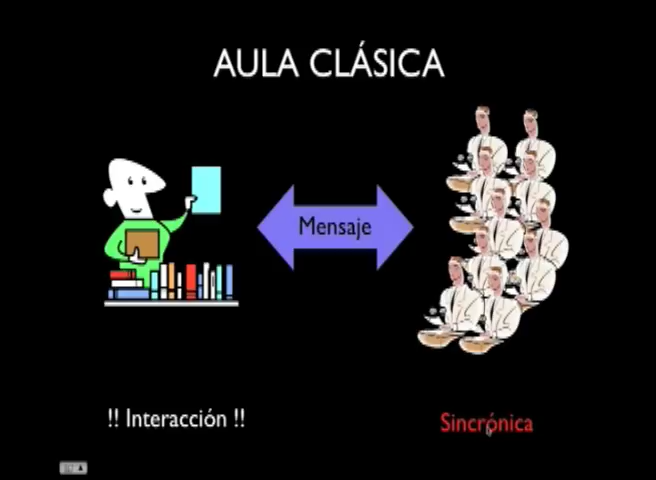 AULA CLÁSICA
Mensaje
!! Interacción !!
Sincrónica